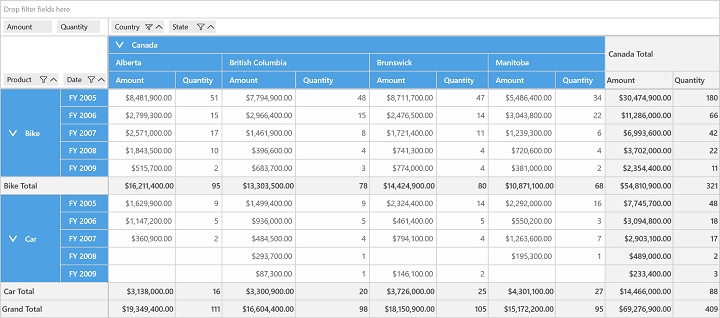 Drop filter fields here
Amount Quantity Country State
Canada Canada Total
Alberta British Columbia Brunswick Manitoba
Product Date Amount Quantity Amount Quantity Amount Quantity Amount Quantity Amount Quantity
Bike FY 2005 $8,481,900.00 51 $7,794,900.00 48 $8,711,700.00 47 $5,486,400.00 34 $30,474,900.00 180
FY 2006 $2,799,300.00 15 $2,966,400.00 15 $2,476,500.00 14 $3,043,800.00 22 $11,286,000.00 66
FY 2007 $2,571,000.00 17 $1,461,900.00 8 $1,721,400.00 11 $1,239,300.00 6 $6,993,600.00 42
FY 2008 $1,843,500.00 10 $396,600.00 4 $741,300.00 4 $720,600.00 4 $3,702,000.00 22
FY 2009 $515,700.00 2 $683,700.00 3 $774,000.00 4 $381,000.00 2 $2,354,400.00 11
Bike Total $16,211,400.00 95 $13,303,500.00 78 $14,424,900.00 80 $10,871,100.00 68 $54,810,900.00 321
Car FY 2005 $1,629,900.00 9 $1,499,400.00 9 $2,324,400.00 14 $2,292,000.00 16 $7,745,700.00 48
FY 2006 $1,147,200.00 5 $936,000.00 5 $461,400.00 5 $550,200.00 3 $3,094,800.00 18
FY 2007 $360,900.00 2 $484,500.00 4 $794,100.00 4 $1,263,600.00 7 $2,903,100.00 17
FY 2008 $293,700.00 1 $195,300.00 1 $489,000.00 2
FY 2009 $87,300.00 1 $146,100.00 2 $233,400.00 3
Car Total $3,138,000.00 16 $3,300,900.00 20 $3,726,000.00 25 $4,301,100.00 27 $14,466,000.00 88
Grand Total $19,349,400.00 111 $16,604,400.00 98 $18,150,900.00 105 $15,172,200.00 95 $69,276,900.00 409